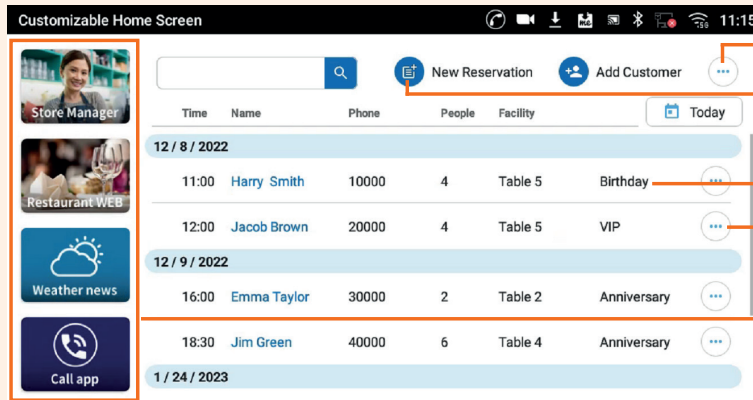 Customizable Home Screen
11:15
Store Manager
Restaurant WEB
Weather news
Call app
New Reservation
Add Customer
Time Name Phone People Facility
Today
12 / 8 / 2022
11:00 Harry Smith 10000 4 Table 5 Birthday
12:00 Jacob Brown 20000 4 Table 5 VIP
12 / 9 / 2022
16:00 Emma Taylor 30000 2 Table 2 Anniversary
18:30 Jim Green 40000 6 Table 4 Anniversary
1 / 24 / 2023